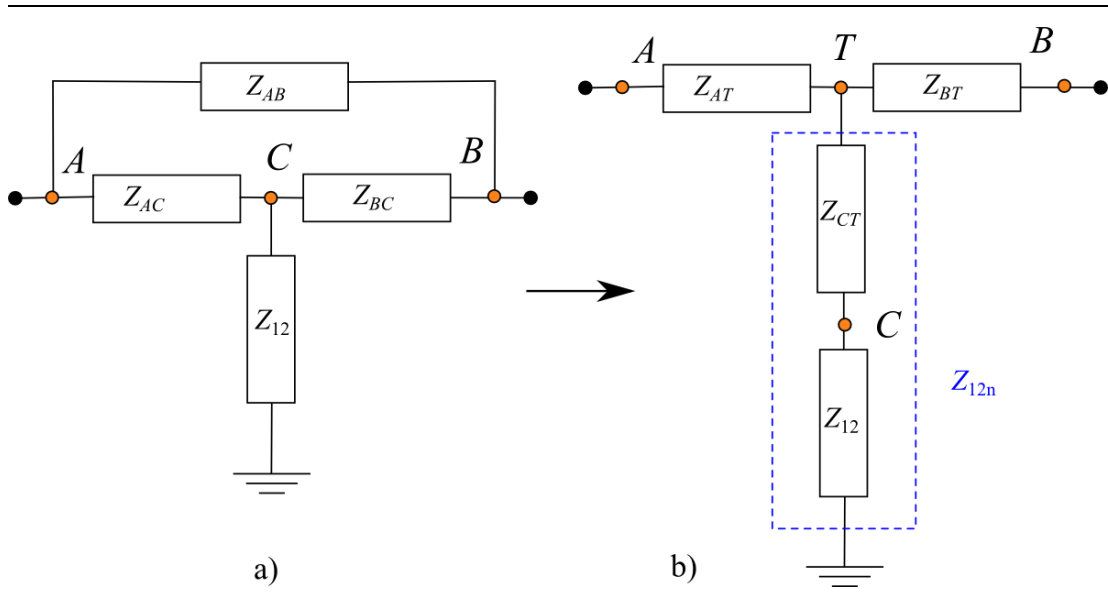 Z_AB
A
C
B
Z_AC
Z_BC
Z_12
a)
A
T
B
Z_AT
Z_BT
Z_CT
C
Z_12
Z_12n
b)